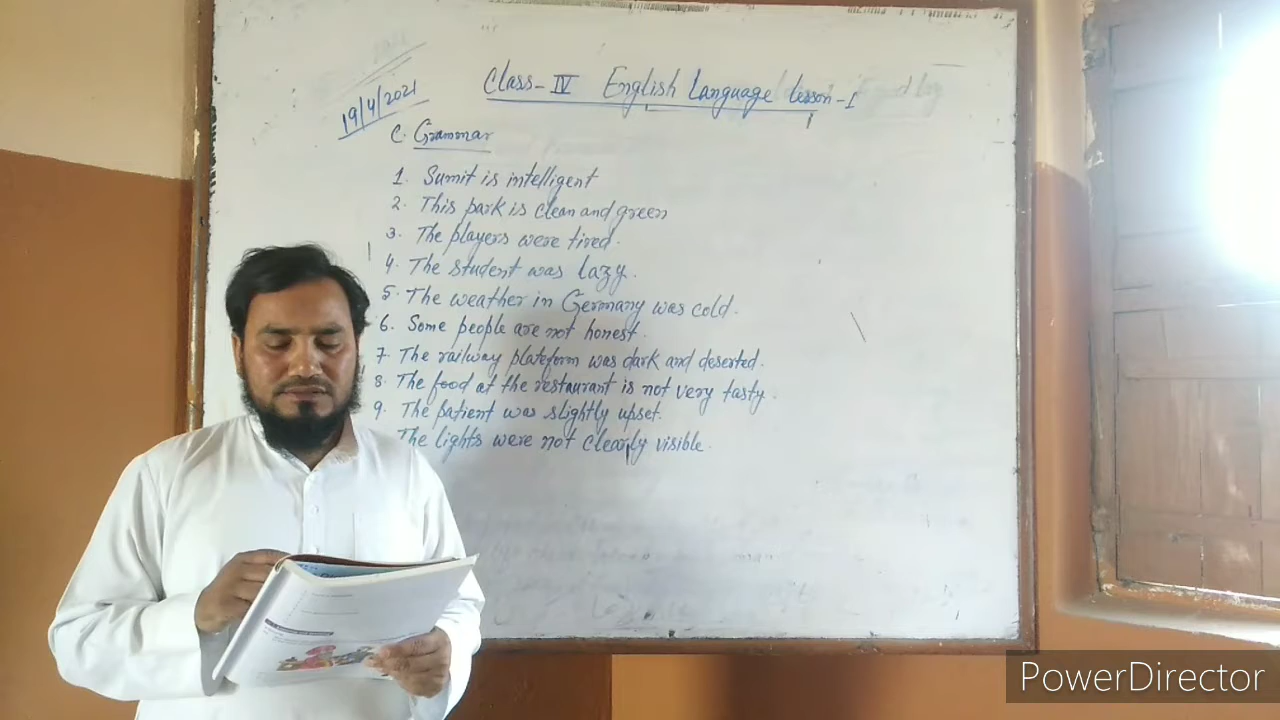 19/4/2021
Class-IV English Language Lesson-I
C. Grammar
1. Sumit is intelligent
2. This park is clean and green
3. The players were tired.
4. The student was lazy.
5. The weather in Germany was cold.
6. Some people are not honest.
7. The railway plateform was dark and deserted.
8. The food at the restaurant is not very tasty.
9. The patient was slightly upset.
The lights were not clearly visible.
PowerDirector